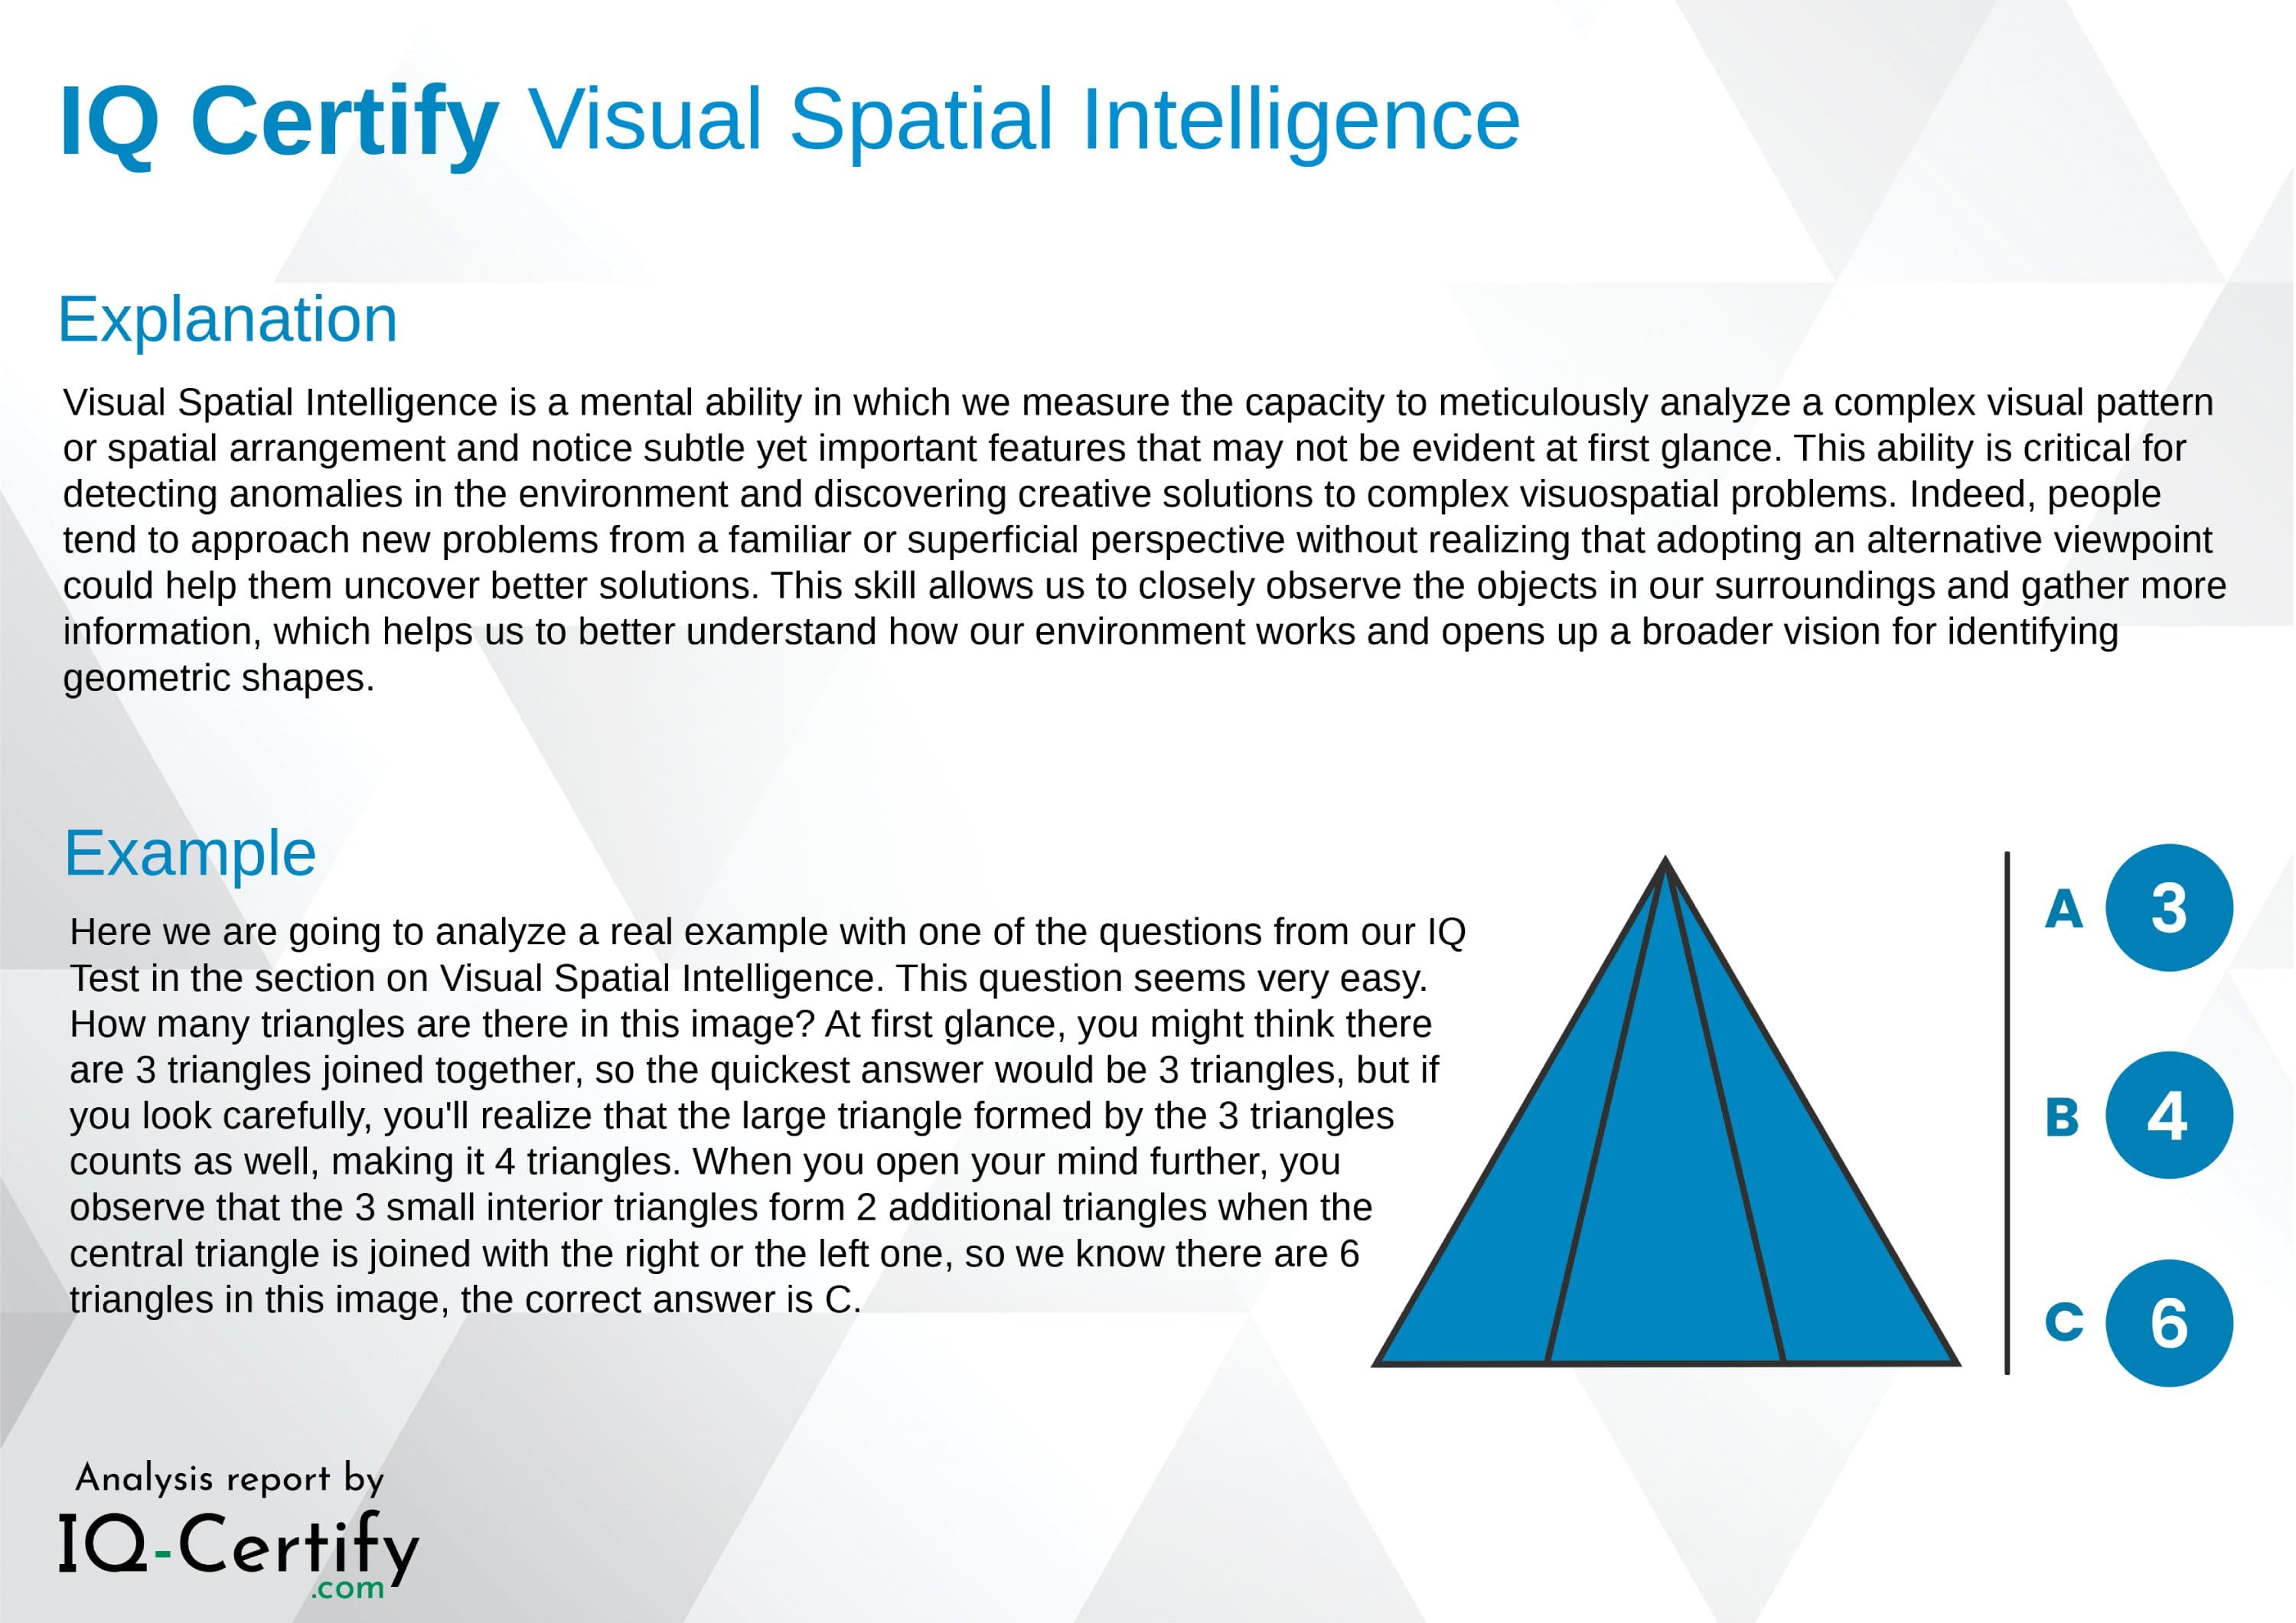 IQ Certify Visual Spatial Intelligence
Explanation
Visual Spatial Intelligence is a mental ability in which we measure the capacity to meticulously analyze a complex visual pattern
or spatial arrangement and notice subtle yet important features that may not be evident at first glance. This ability is critical for
detecting anomalies in the environment and discovering creative solutions to complex visuospatial problems. Indeed, people
tend to approach new problems from a familiar or superficial perspective without realizing that adopting an alternative viewpoint
could help them uncover better solutions. This skill allows us to closely observe the objects in our surroundings and gather more
information, which helps us to better understand how our environment works and opens up a broader vision for identifying
geometric shapes.
Example
Here we are going to analyze a real example with one of the questions from our IQ
Test in the section on Visual Spatial Intelligence. This question seems very easy.
How many triangles are there in this image? At first glance, you might think there
are 3 triangles joined together, so the quickest answer would be 3 triangles, but if
you look carefully, you'll realize that the large triangle formed by the 3 triangles
counts as well, making it 4 triangles. When you open your mind further, you
observe that the 3 small interior triangles form 2 additional triangles when the
central triangle is joined with the right or the left one, so we know there are 6
triangles in this image, the correct answer is C.
A 3
B 4
C 6
Analysis report by
IQ-Certify
.com